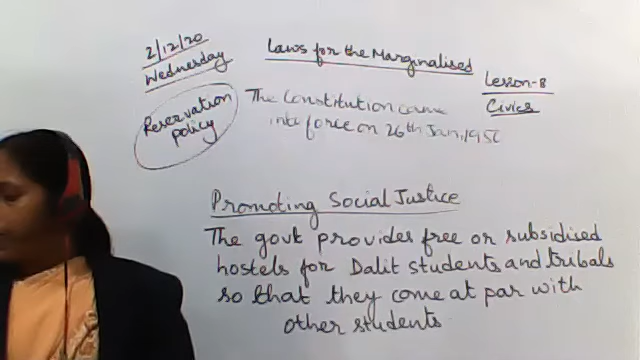 2/12/20
Wednesday
Laws for the Marginalised
Lesson-8
Civics
Reservation
policy
The Constitution came
into force on 26th Jan, 1950
Promoting Social Justice
The govt provides free or subsidised
hostels for Dalit students and tribals
so that they come at par with
other students